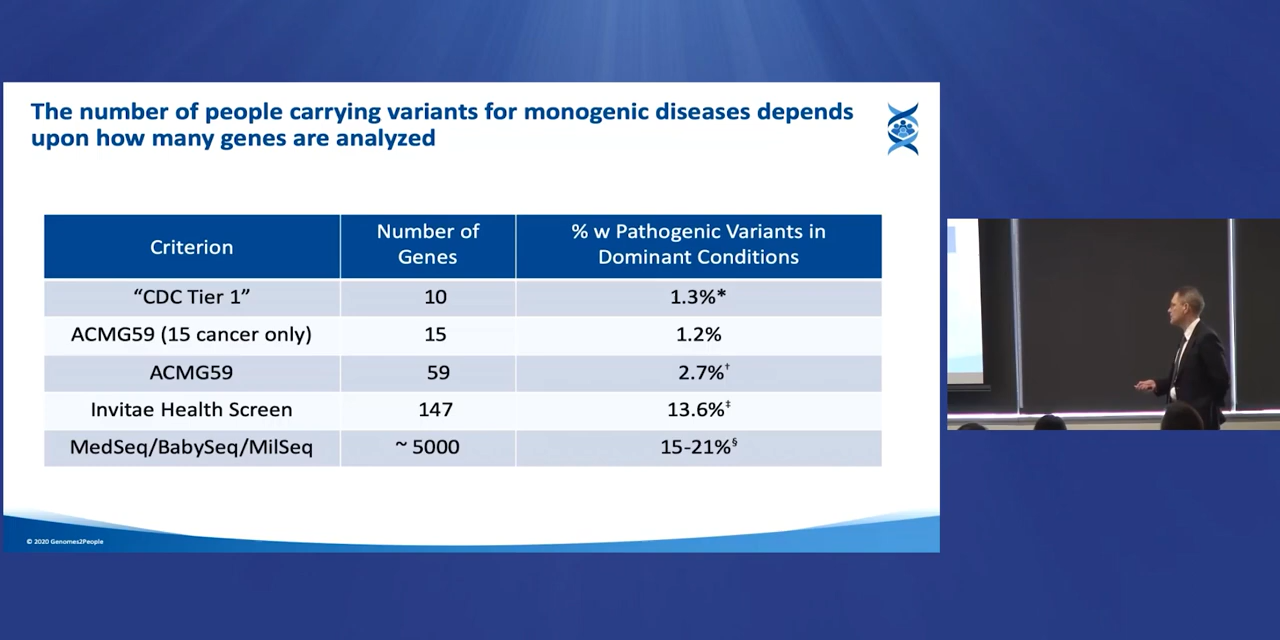 The number of people carrying variants for monogenic diseases depends
upon how many genes are analyzed
Criterion
Number of
Genes
% w Pathogenic Variants in
Dominant Conditions
“CDC Tier 1”
10
1.3%*
ACMG59 (15 cancer only)
15
1.2%
ACMG59
59
2.7%†
Invitae Health Screen
147
13.6%‡
MedSeq/BabySeq/MilSeq
~ 5000
15-21%§
© 2020 Genomes2People